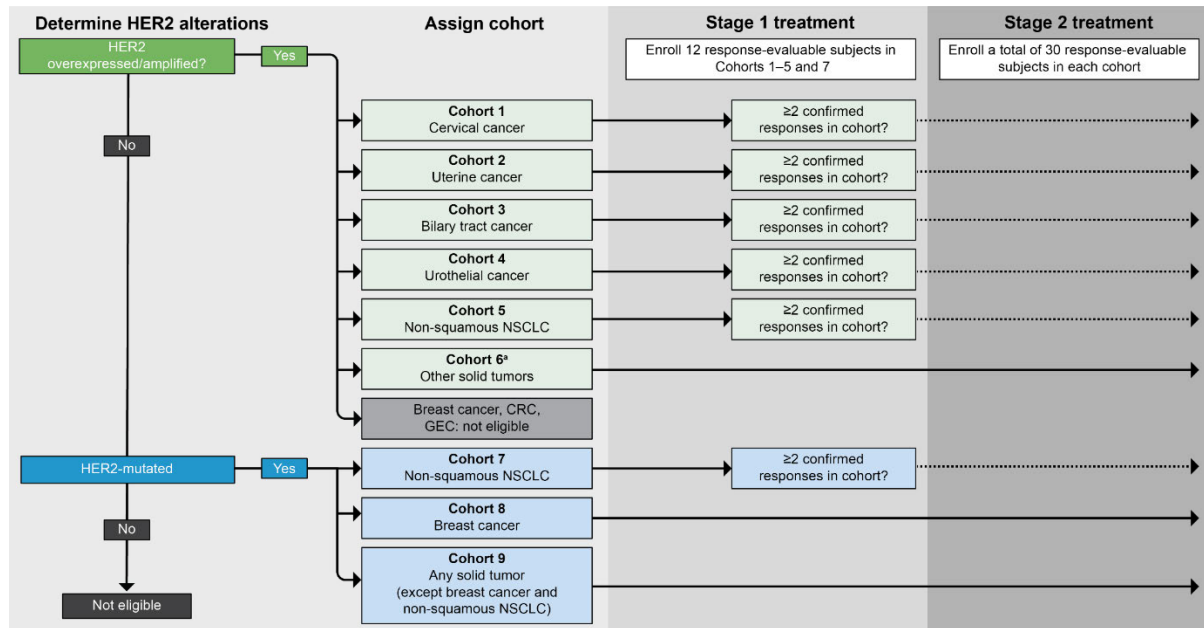 Determine HER2 alterations
Assign cohort
Stage 1 treatment
Stage 2 treatment
HER2
overexpressed/amplified?
Yes
Enroll 12 response-evaluable subjects in
Cohorts 1–5 and 7
Enroll a total of 30 response-evaluable
subjects in each cohort
No
Cohort 1
Cervical cancer
≥2 confirmed
responses in cohort?
Cohort 2
Uterine cancer
≥2 confirmed
responses in cohort?
Cohort 3
Bilary tract cancer
≥2 confirmed
responses in cohort?
Cohort 4
Urothelial cancer
≥2 confirmed
responses in cohort?
Cohort 5
Non-squamous NSCLC
≥2 confirmed
responses in cohort?
Cohort 6ᵃ
Other solid tumors
Breast cancer, CRC,
GEC: not eligible
HER2-mutated
Yes
Cohort 7
Non-squamous NSCLC
≥2 confirmed
responses in cohort?
No
Cohort 8
Breast cancer
Cohort 9
Any solid tumor
(except breast cancer and
non-squamous NSCLC)
Not eligible